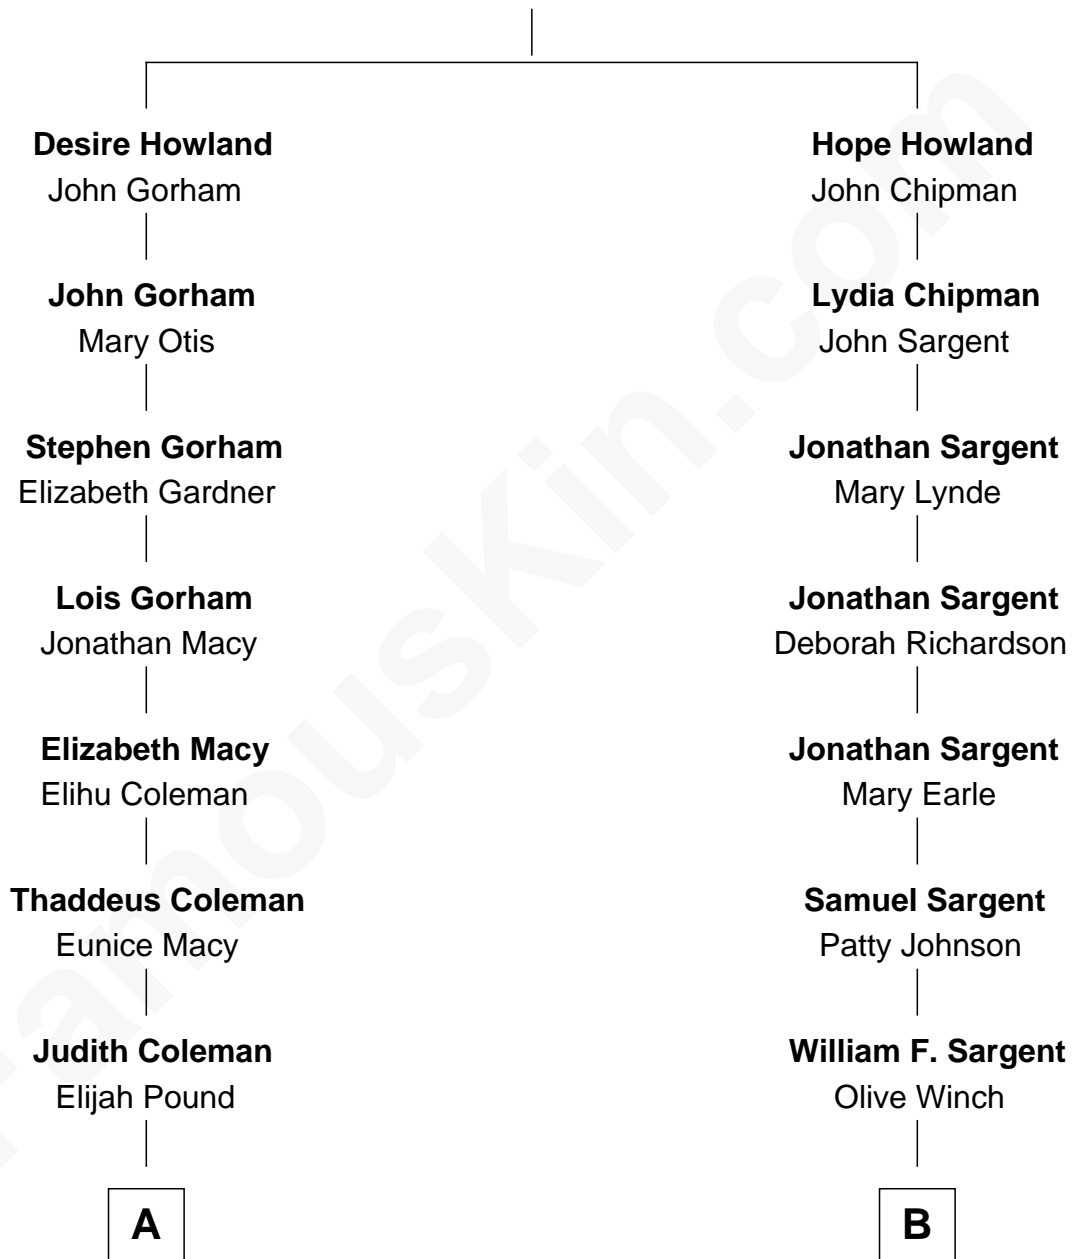 Desire Howland
John Gorham
John Gorham
Mary Otis
Stephen Gorham
Elizabeth Gardner
Lois Gorham
Jonathan Macy
Elizabeth Macy
Elihu Coleman
Thaddeus Coleman
Eunice Macy
Judith Coleman
Elijah Pound
A
Hope Howland
John Chipman
Lydia Chipman
John Sargent
Jonathan Sargent
Mary Lynde
Jonathan Sargent
Deborah Richardson
Jonathan Sargent
Mary Earle
Samuel Sargent
Patty Johnson
William F. Sargent
Olive Winch
B
FamousKin.com